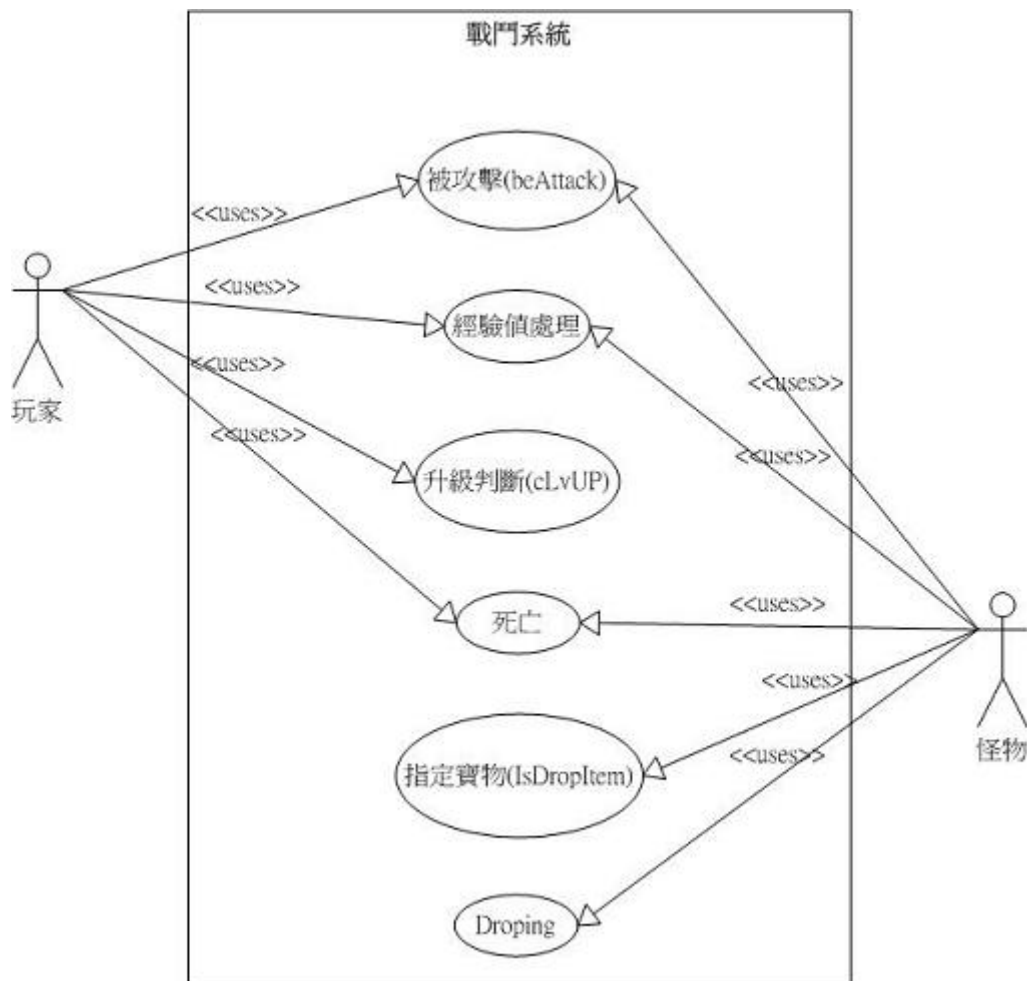 戰鬥系統
被攻擊(beAttack)
<<uses>>
<<uses>>
經驗值處理
<<uses>>
<<uses>>
玩家
<<uses>>
<<uses>>
升級判斷(cLvUP)
<<uses>>
死亡
<<uses>>
指定寶物(IsDropItem)
<<uses>>
怪物
Droping